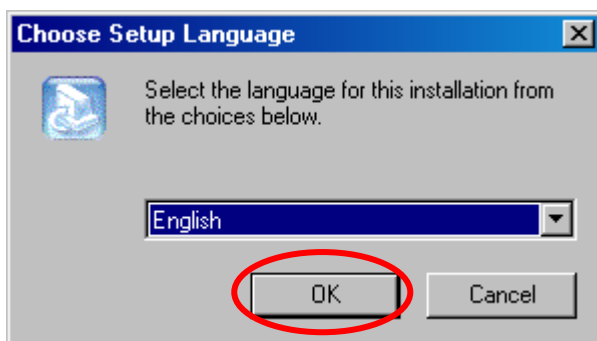 Choose Setup Language
Select the language for this installation from
the choices below.
English
OK
Cancel